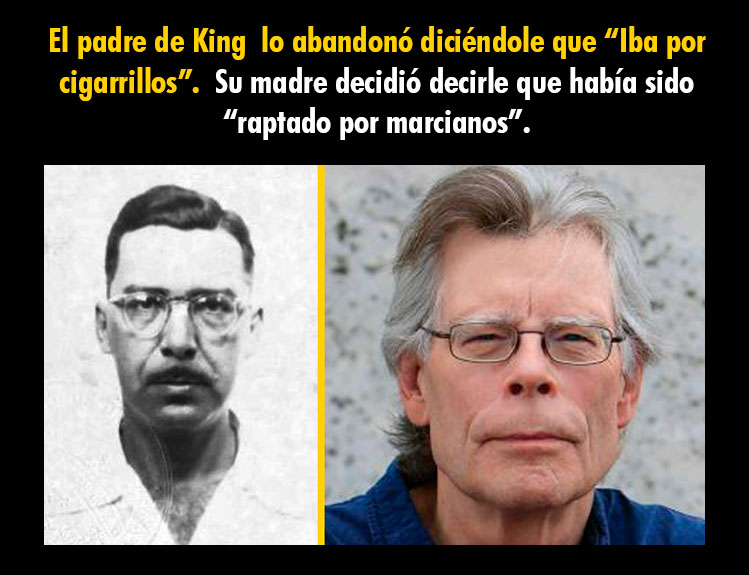 El padre de King  lo abandonó diciéndole que “Iba por
cigarrillos”.  Su madre decidió decirle que había sido
“raptado por marcianos”.